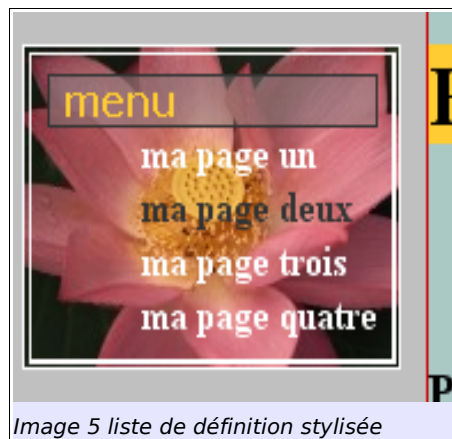 menu
ma page un
ma page deux
ma page trois
ma page quatre
Image 5 liste de définition stylisée